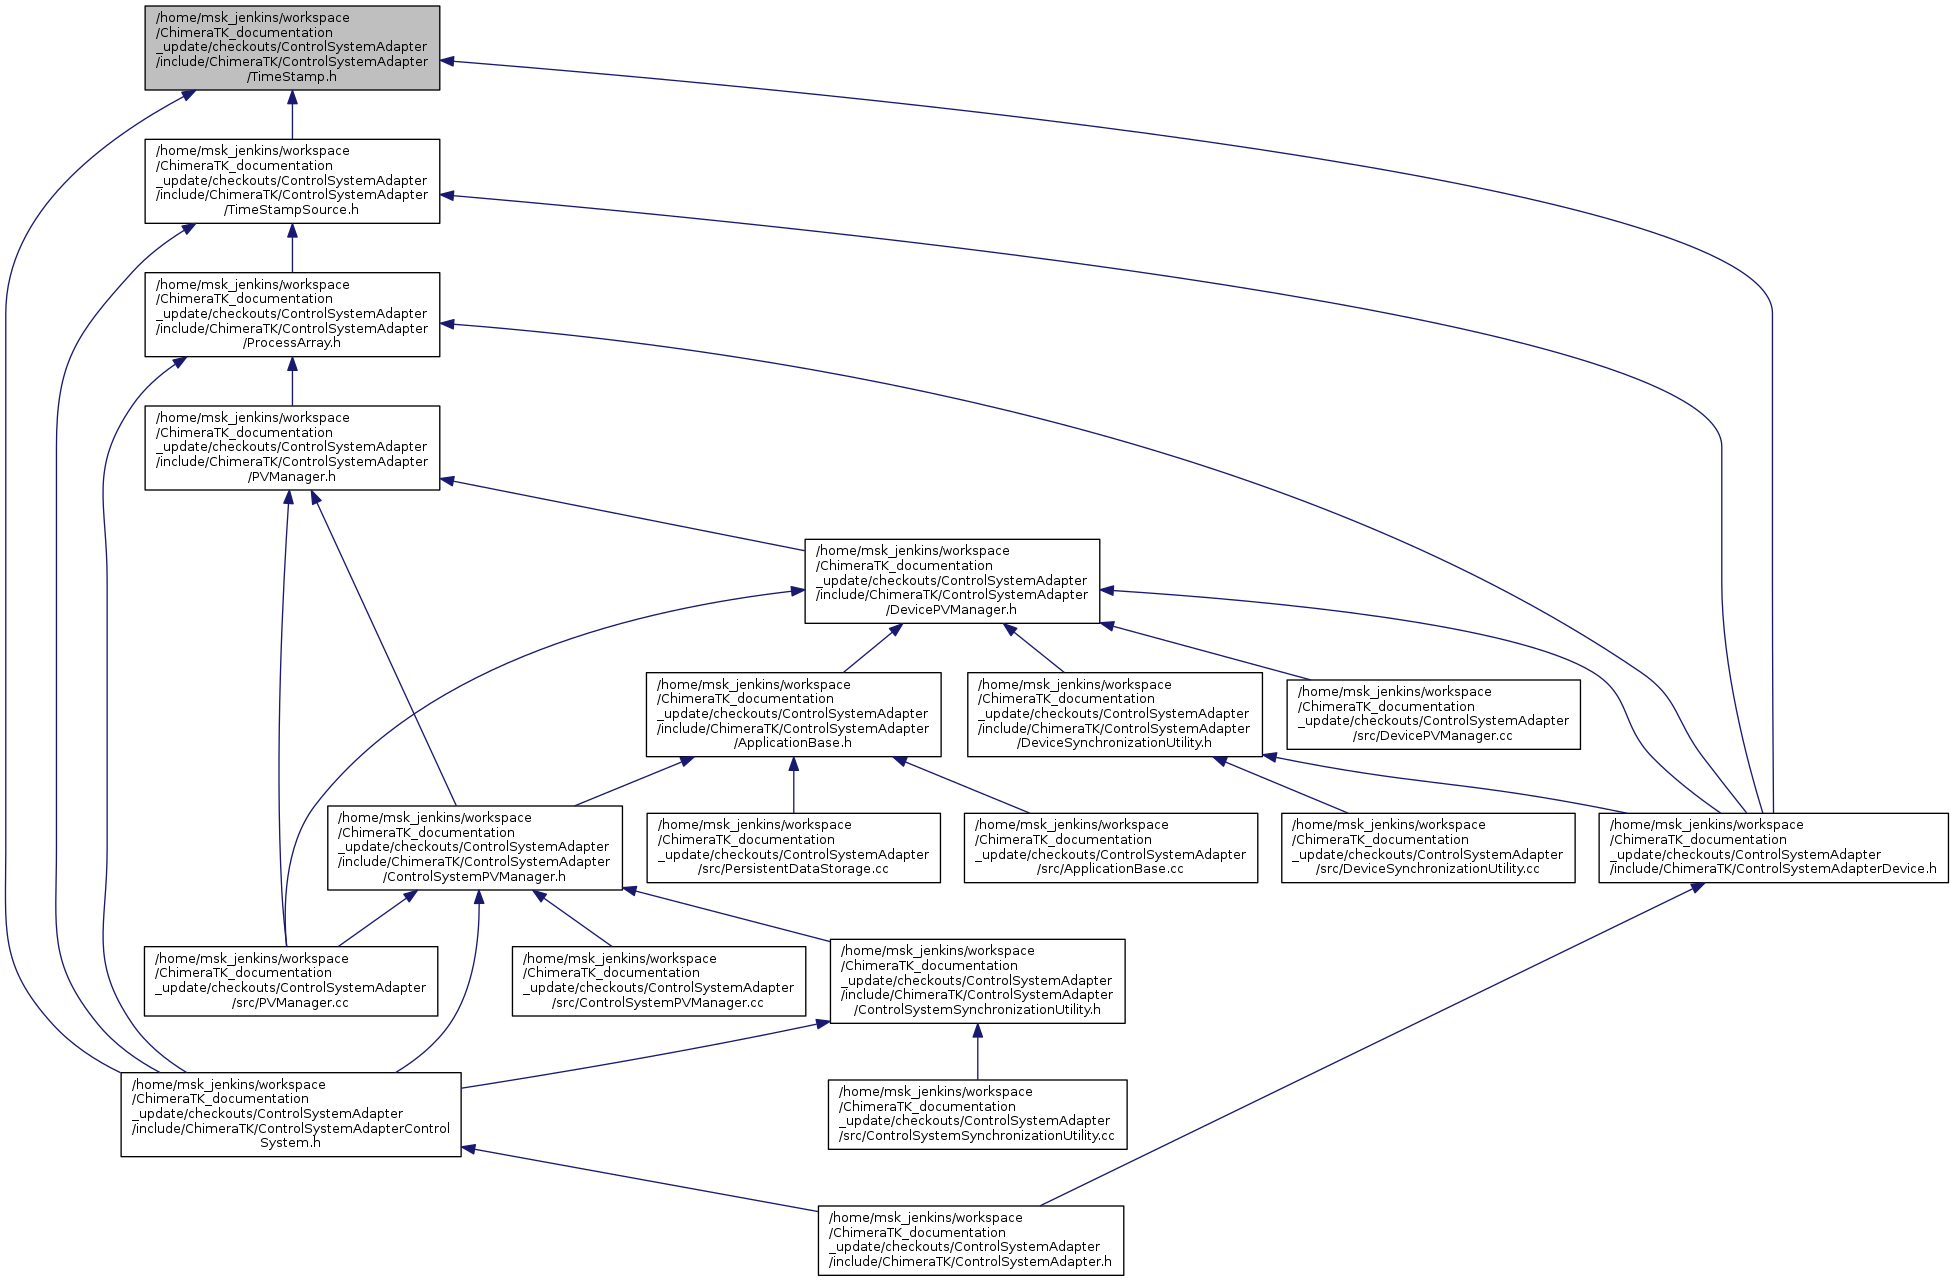 /home/msk_jenkins/workspace
/ChimeraTK_documentation
_update/checkouts/ControlSystemAdapter
/include/ChimeraTK/ControlSystemAdapter
/TimeStamp.h
/home/msk_jenkins/workspace
/ChimeraTK_documentation
_update/checkouts/ControlSystemAdapter
/include/ChimeraTK/ControlSystemAdapter
/TimeStampSource.h
/home/msk_jenkins/workspace
/ChimeraTK_documentation
_update/checkouts/ControlSystemAdapter
/include/ChimeraTK/ControlSystemAdapter
/ProcessArray.h
/home/msk_jenkins/workspace
/ChimeraTK_documentation
_update/checkouts/ControlSystemAdapter
/include/ChimeraTK/ControlSystemAdapter
/PVManager.h
/home/msk_jenkins/workspace
/ChimeraTK_documentation
_update/checkouts/ControlSystemAdapter
/include/ChimeraTK/ControlSystemAdapter
/DevicePVManager.h
/home/msk_jenkins/workspace
/ChimeraTK_documentation
_update/checkouts/ControlSystemAdapter
/include/ChimeraTK/ControlSystemAdapter
/ApplicationBase.h
/home/msk_jenkins/workspace
/ChimeraTK_documentation
_update/checkouts/ControlSystemAdapter
/include/ChimeraTK/ControlSystemAdapter
/DeviceSynchronizationUtility.h
/home/msk_jenkins/workspace
/ChimeraTK_documentation
_update/checkouts/ControlSystemAdapter
/src/DevicePVManager.cc
/home/msk_jenkins/workspace
/ChimeraTK_documentation
_update/checkouts/ControlSystemAdapter
/include/ChimeraTK/ControlSystemAdapter
/ControlSystemPVManager.h
/home/msk_jenkins/workspace
/ChimeraTK_documentation
_update/checkouts/ControlSystemAdapter
/src/PersistentDataStorage.cc
/home/msk_jenkins/workspace
/ChimeraTK_documentation
_update/checkouts/ControlSystemAdapter
/src/ApplicationBase.cc
/home/msk_jenkins/workspace
/ChimeraTK_documentation
_update/checkouts/ControlSystemAdapter
/src/DeviceSynchronizationUtility.cc
/home/msk_jenkins/workspace
/ChimeraTK_documentation
_update/checkouts/ControlSystemAdapter
/include/ChimeraTK/ControlSystemAdapterDevice.h
/home/msk_jenkins/workspace
/ChimeraTK_documentation
_update/checkouts/ControlSystemAdapter
/src/PVManager.cc
/home/msk_jenkins/workspace
/ChimeraTK_documentation
_update/checkouts/ControlSystemAdapter
/src/ControlSystemPVManager.cc
/home/msk_jenkins/workspace
/ChimeraTK_documentation
_update/checkouts/ControlSystemAdapter
/include/ChimeraTK/ControlSystemAdapter
/ControlSystemSynchronizationUtility.h
/home/msk_jenkins/workspace
/ChimeraTK_documentation
_update/checkouts/ControlSystemAdapter
/include/ChimeraTK/ControlSystemAdapterControl
System.h
/home/msk_jenkins/workspace
/ChimeraTK_documentation
_update/checkouts/ControlSystemAdapter
/src/ControlSystemSynchronizationUtility.cc
/home/msk_jenkins/workspace
/ChimeraTK_documentation
_update/checkouts/ControlSystemAdapter
/include/ChimeraTK/ControlSystemAdapter.h